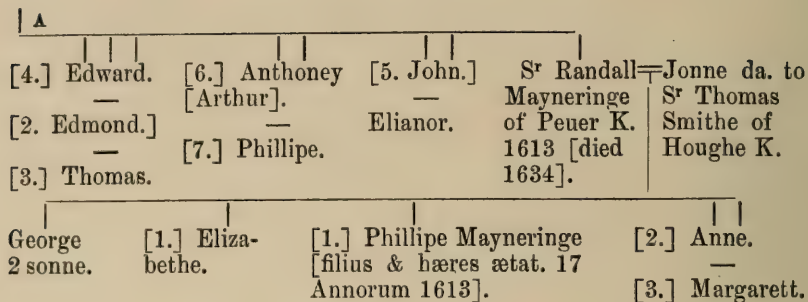 A
[4.] Edward.
—
[2. Edmond.]
—
[3.] Thomas.
[6.] Anthoney
[Arthur].
—
[7.] Phillipe.
[5. John.]
—
Elianor.
Sr Randall
Mayneringe
of Peuer K.
1613 [died
1634].
Jonne da. to
Sr Thomas
Smithe of
Houghe K.
George
2 sonne.
[1.] Eliza-
bethe.
[1.] Phillipe Mayneringe
[filius & hæres ætat. 17
Annorum 1613].
[2.] Anne.
—
[3.] Margarett.